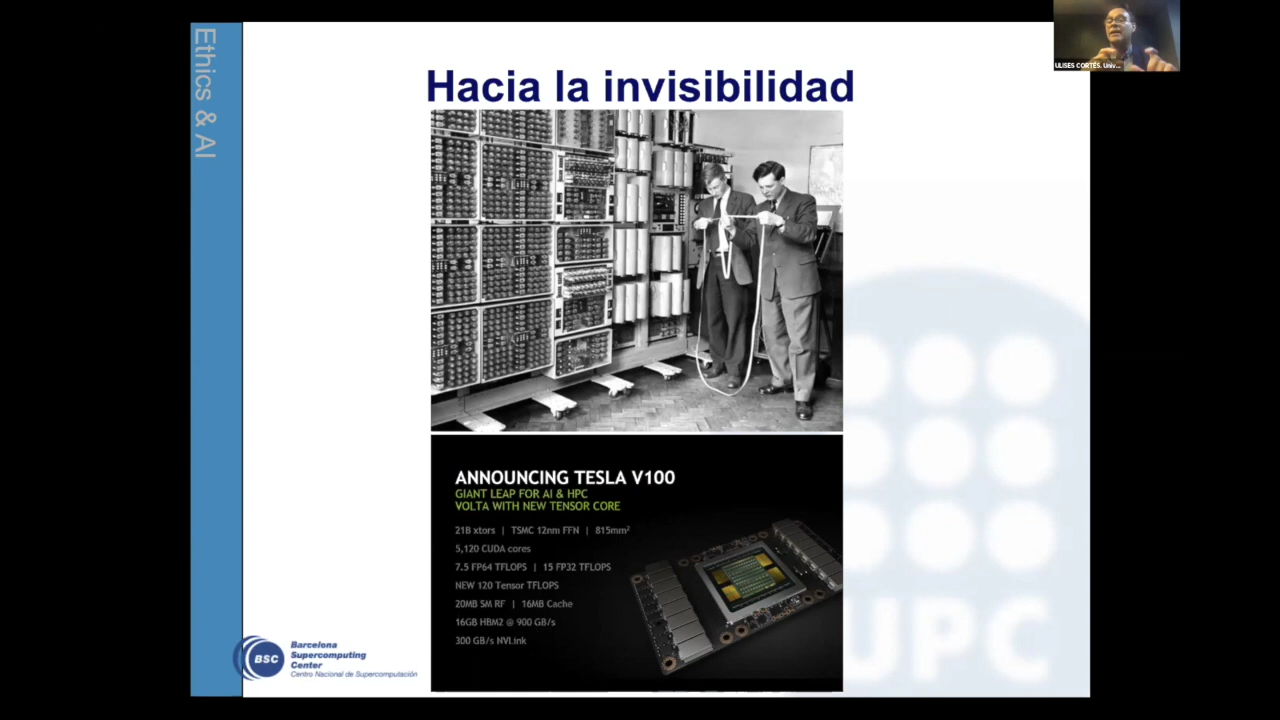 Ethics & AI
Hacia la invisibilidad
ULISES CORTÉS. Univ...
ANNOUNCING TESLA V100
GIANT LEAP FOR AI & HPC
VOLTA WITH NEW TENSOR CORE
21B xtors | TSMC 12nm FFN | 815mm²
5,120 CUDA cores
7.5 FP64 TFLOPS | 15 FP32 TFLOPS
NEW 120 Tensor TFLOPS
20MB SM RF | 16MB Cache
16GB HBM2 @ 900 GB/s
300 GB/s NVLink
BSC
Barcelona
Supercomputing
Center
Centro Nacional de Supercomputación
UPC